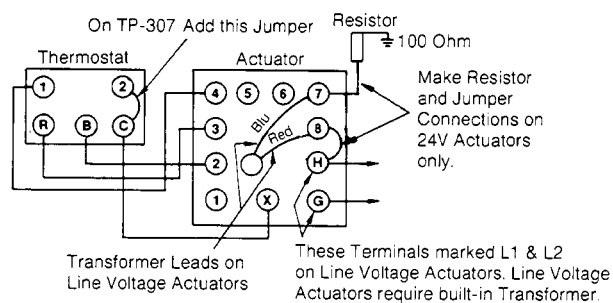 On TP-307 Add this Jumper
Resistor
100 Ohm
Thermostat
Actuator
1
2
R
B
C
4
5
6
7
3
8
2
H
1
X
G
Blu
Red
Make Resistor
and Jumper
Connections on
24V Actuators
only.
Transformer Leads on
Line Voltage Actuators
These Terminals marked L1 & L2
on Line Voltage Actuators. Line Voltage
Actuators require built-in Transformer.